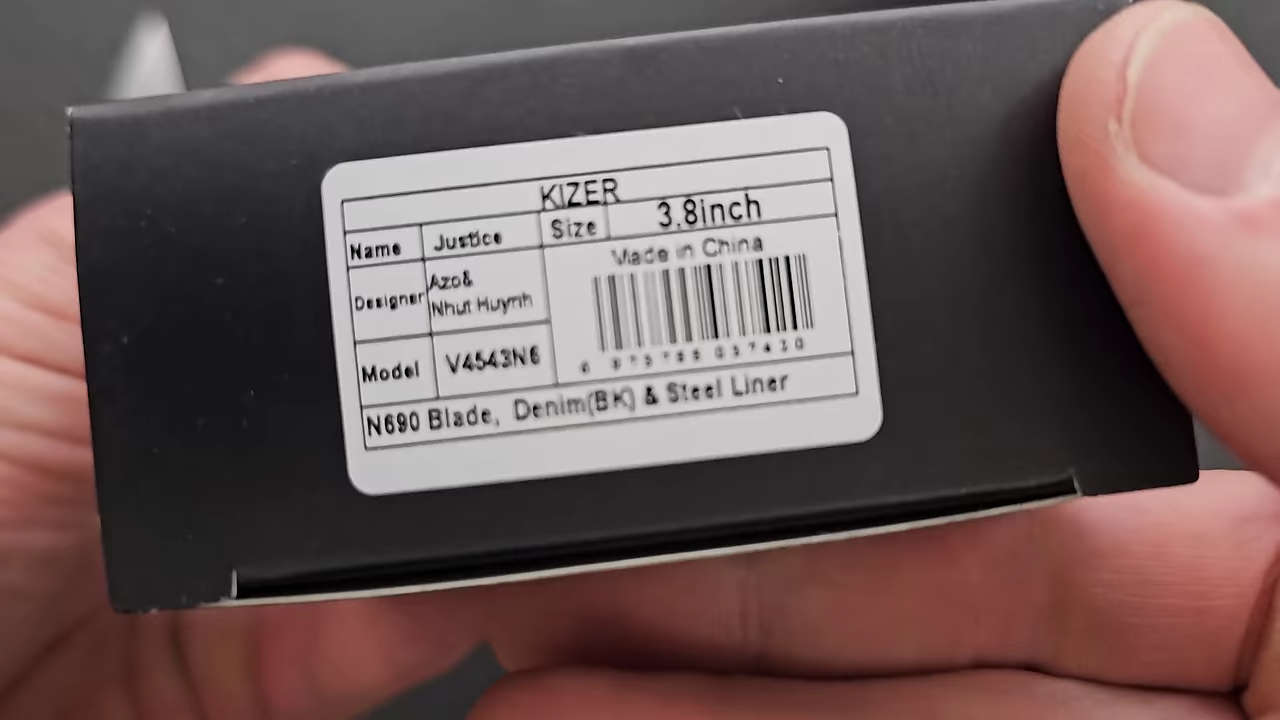 KIZER
Name Justice Size 3.8inch
Designer Azo&
Nhut Huynh
Made in China
Model V4543N6
N690 Blade, Denim(BK) & Steel Liner